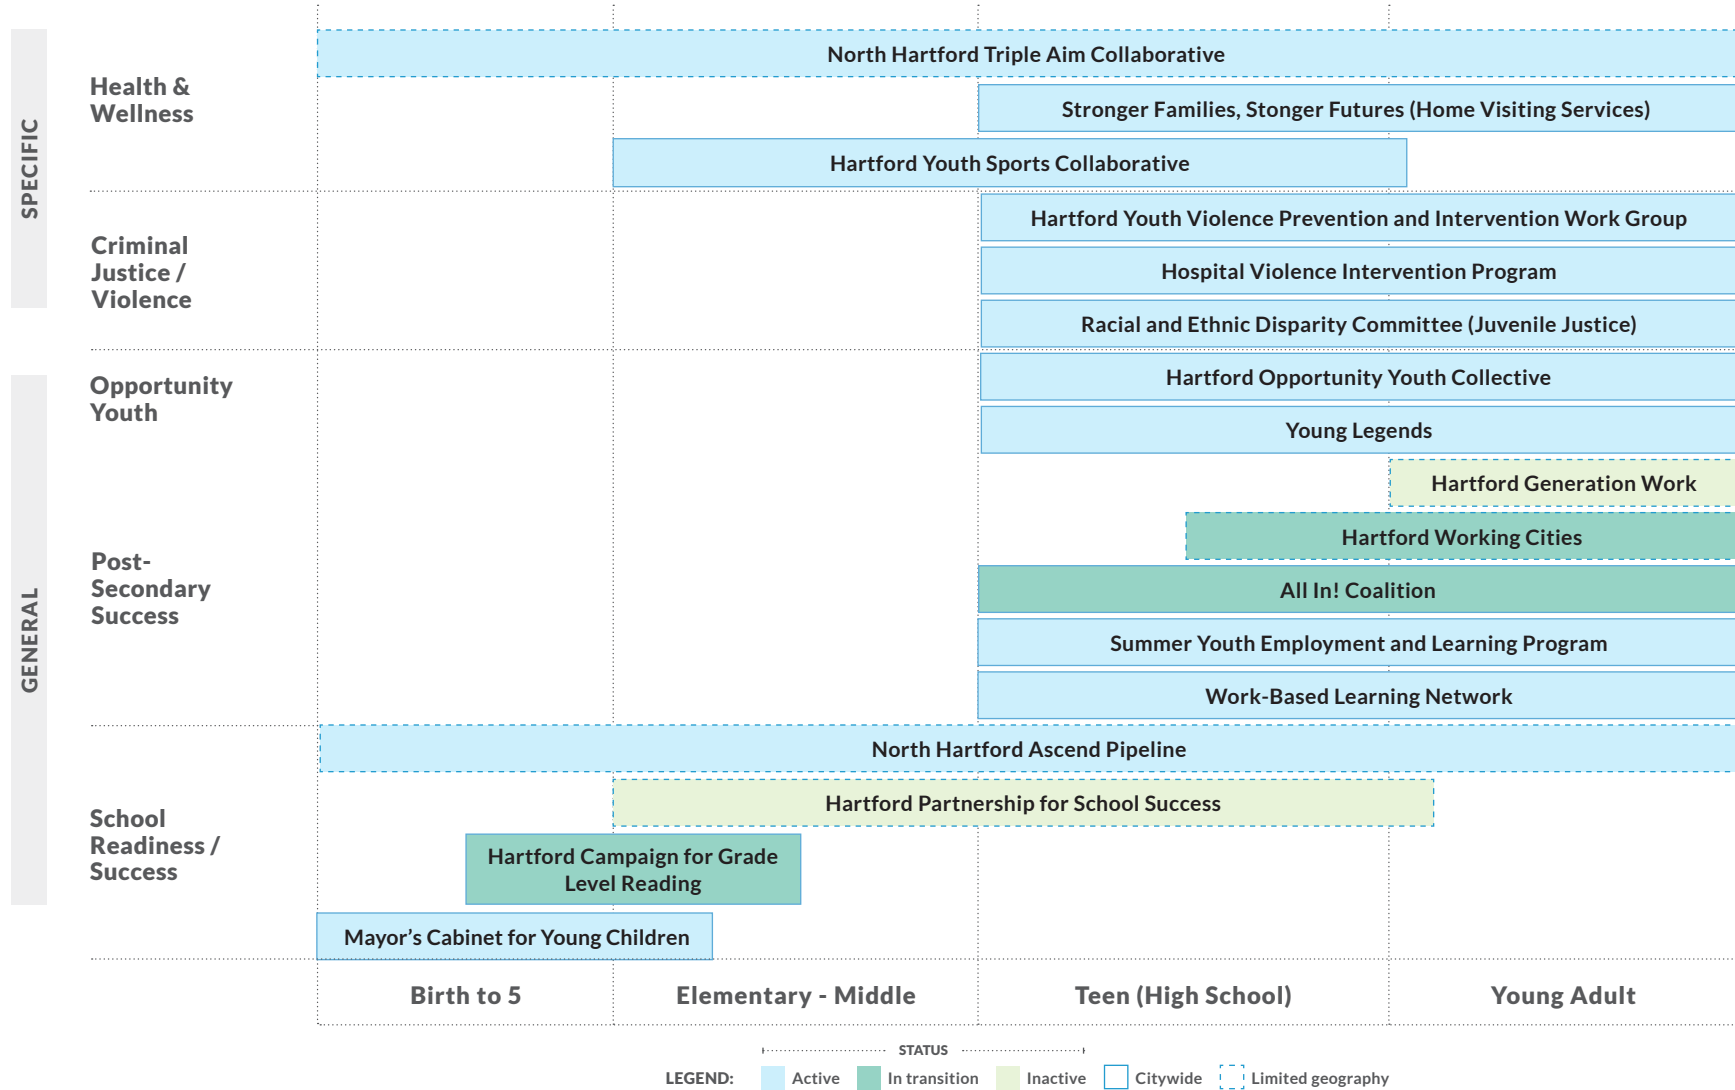 SPECIFIC
Health &
Wellness
North Hartford Triple Aim Collaborative
Stronger Families, Stonger Futures (Home Visiting Services)
Hartford Youth Sports Collaborative
Criminal
Justice /
Violence
Hartford Youth Violence Prevention and Intervention Work Group
Hospital Violence Intervention Program
Racial and Ethnic Disparity Committee (Juvenile Justice)
GENERAL
Opportunity
Youth
Hartford Opportunity Youth Collective
Young Legends
Post-
Secondary
Success
Hartford Generation Work
Hartford Working Cities
All In! Coalition
Summer Youth Employment and Learning Program
Work-Based Learning Network
School
Readiness /
Success
North Hartford Ascend Pipeline
Hartford Partnership for School Success
Hartford Campaign for Grade
Level Reading
Mayor’s Cabinet for Young Children
Birth to 5
Elementary - Middle
Teen (High School)
Young Adult
STATUS
LEGEND:
Active
In transition
Inactive
Citywide
Limited geography